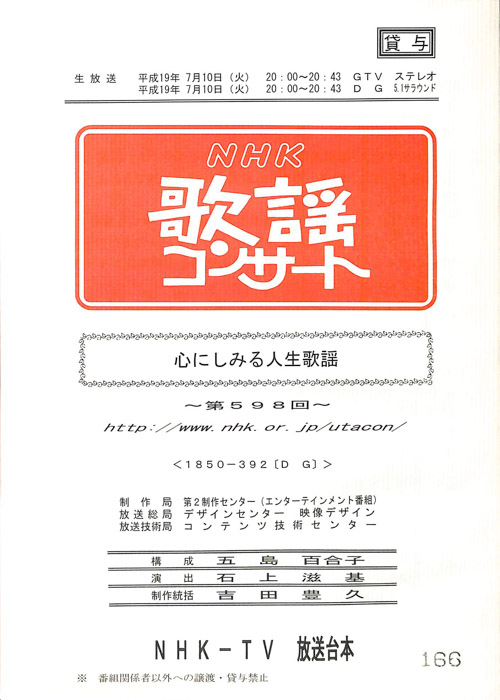 貸与
生放送 平成19年 7月10日（火） 20：00〜20：43 ＧＴＶ ステレオ
平成19年 7月10日（火） 20：00〜20：43 Ｄ Ｇ 5.1サラウンド
NHK
歌謡
コンサート
心にしみる人生歌謡
〜第５９８回〜
http://www.nhk.or.jp/utacon/
＜1850−392〔Ｄ Ｇ〕＞
制作局 第２制作センター（エンターテインメント番組）
放送総局 デザインセンター 映像デザイン
放送技術局 コンテンツ技術センター
構成 五島 百合子
演出 石上滋基
制作統括 吉田豊久
ＮＨＫ−ＴＶ 放送台本
166
※ 番組関係者以外への譲渡・貸与禁止